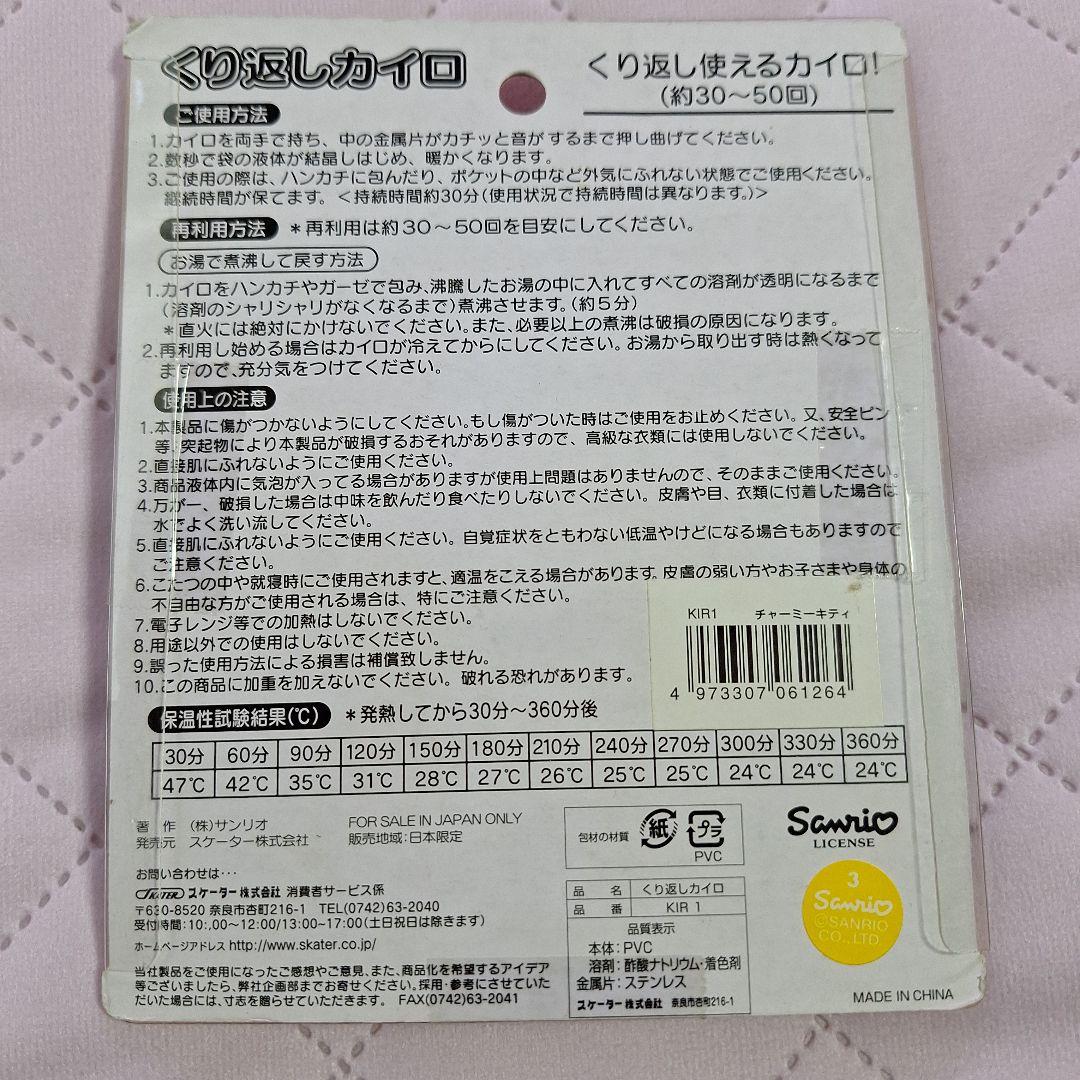 くり返しカイロ
くり返し使えるカイロ!
(約30〜50回)
ご使用方法
1.カイロを両手で持ち、中の金属片がカチッと音がするまで押し曲げてください。
2.数秒で袋の液体が結晶しはじめ、暖かくなります。
3.ご使用の際は、ハンカチに包んだり、ポケットの中など外気にふれない状態でご使用ください。
継続時間が保てます。<持続時間約30分(使用状況で持続時間は異なります。)>
再利用方法 *再利用は約30〜50回を目安にしてください。
お湯で煮沸して戻す方法
1.カイロをハンカチやガーゼで包み、沸騰したお湯の中に入れてすべての溶剤が透明になるまで
(溶剤のシャリシャリがなくなるまで)煮沸させます。(約5分)
*直火には絶対にかけないでください。また、必要以上の煮沸は破損の原因になります。
2.再利用し始める場合はカイロが冷えてからにしてください。お湯から取り出す時は熱くなって
ますので、充分気をつけてください。
使用上の注意
1.本製品に傷がつかないようにしてください。もし傷がついた時はご使用をお止めください。又、安全ピン
等、突起物により本製品が破損するおそれがありますので、高級な衣類には使用しないでください。
2.直接肌にふれないようにご使用ください。
3.商品液体内に気泡が入ってる場合がありますが使用上問題はありませんので、そのままご使用ください。
4.万が一、破損した場合は中味を飲んだり食べたりしないでください。皮膚や目、衣類に付着した場合は
水でよく洗い流してください。
5.直接肌にふれないようにご使用ください。自覚症状をともわない低温やけどになる場合もありますので
ご注意ください。
6.こたつの中や就寝時にご使用されますと、適温をこえる場合があります。皮膚の弱い方やお子さまや身体の
不自由な方がご使用される場合は、特にご注意ください。
7.電子レンジ等での加熱はしないでください。
8.用途以外での使用はしないでください。
9.誤った使用方法による損害は補償致しません。
10.この商品に加重を加えないでください。破れる恐れがあります。
KIR1 チャーミーキティ
4 973307 061264
保温性試験結果(℃) *発熱してから30分〜360分後
30分 60分 90分 120分 150分 180分 210分 240分 270分 300分 330分 360分
47℃ 42℃ 35℃ 31℃ 28℃ 27℃ 26℃ 25℃ 25℃ 24℃ 24℃ 24℃
著 作 (株)サンリオ
発売元 スケーター株式会社
FOR SALE IN JAPAN ONLY
販売地域:日本限定
お問い合わせは・・・
SKATER スケーター株式会社 消費者サービス係
〒630-8520 奈良市杏町216-1 TEL(0742)63-2040
受付時間:10:,00〜12:00/13:00〜17:00(土日祝日は除きます)
ホームページアドレス http://www.skater.co.jp/
当社製品をご使用になったご感想やご意見、また、商品化を希望するアイデア
等ございましたら、弊社企画部までお寄せください。採用・参考にさせていた
だいた場合には、寸志を贈らせていただきます。 FAX(0742)63-2041
包材の材質 紙 プラ
PVC
品 名 くり返しカイロ
品 番 KIR 1
品質表示
本体:PVC
溶剤:酢酸ナトリウム・着色剤
金属片:ステンレス
スケーター株式会社 奈良市杏町216-1
Sanrio
LICENSE
3
Sanrio
©SANRIO
CO.,LTD.
MADE IN CHINA